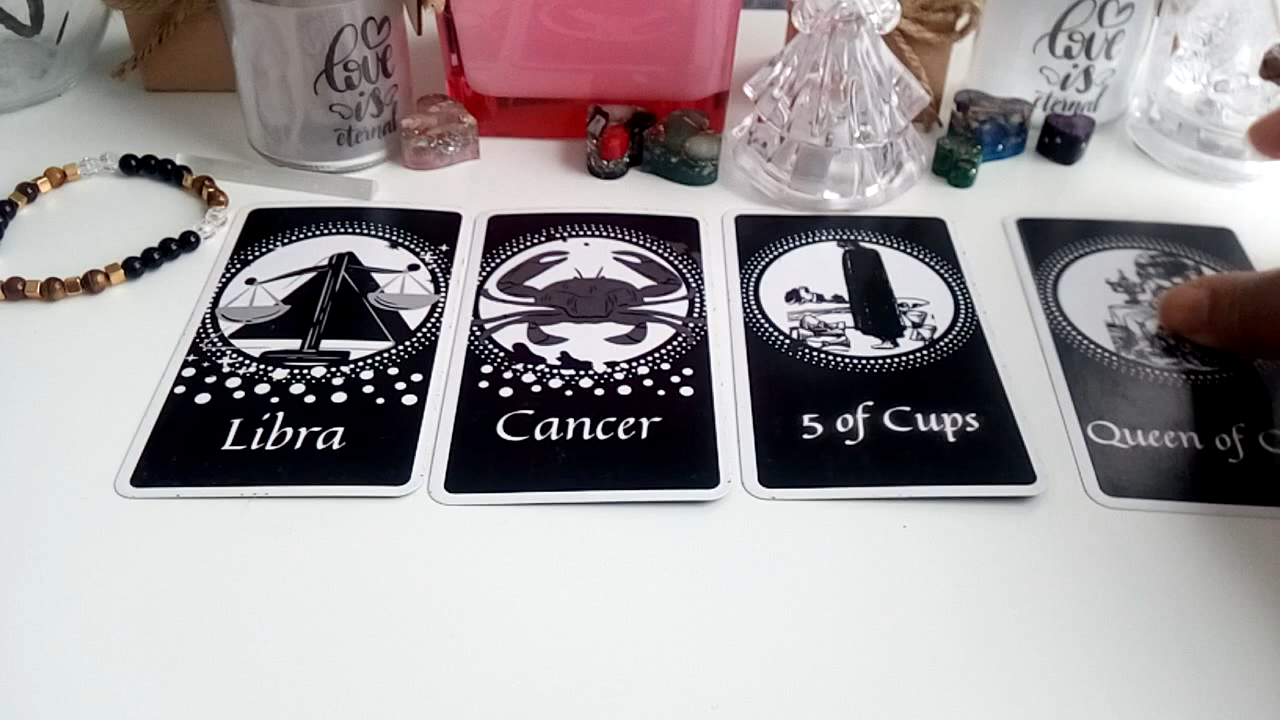 love
is
eternal
love
is
eternal
Libra
Cancer
5 of Cups
Queen of